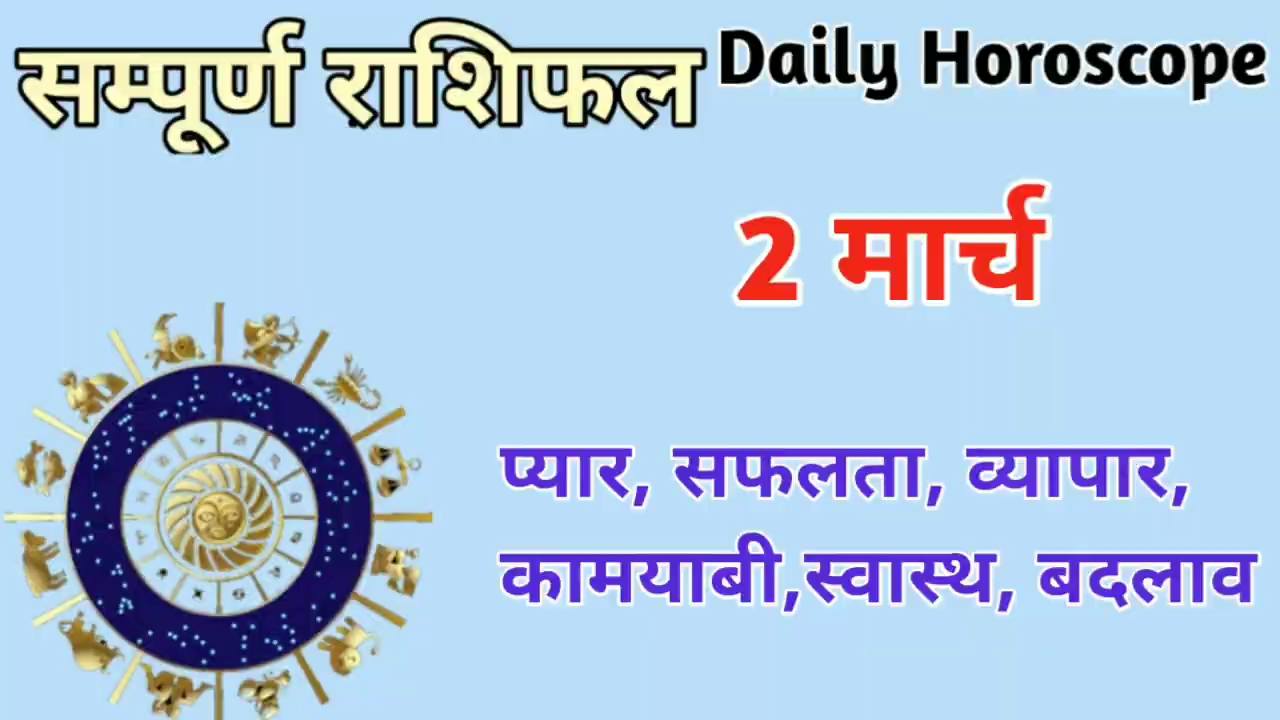 सम्पूर्ण राशिफल Daily Horoscope
2 मार्च
प्यार, सफलता, व्यापार,
कामयाबी,स्वास्थ, बदलाव